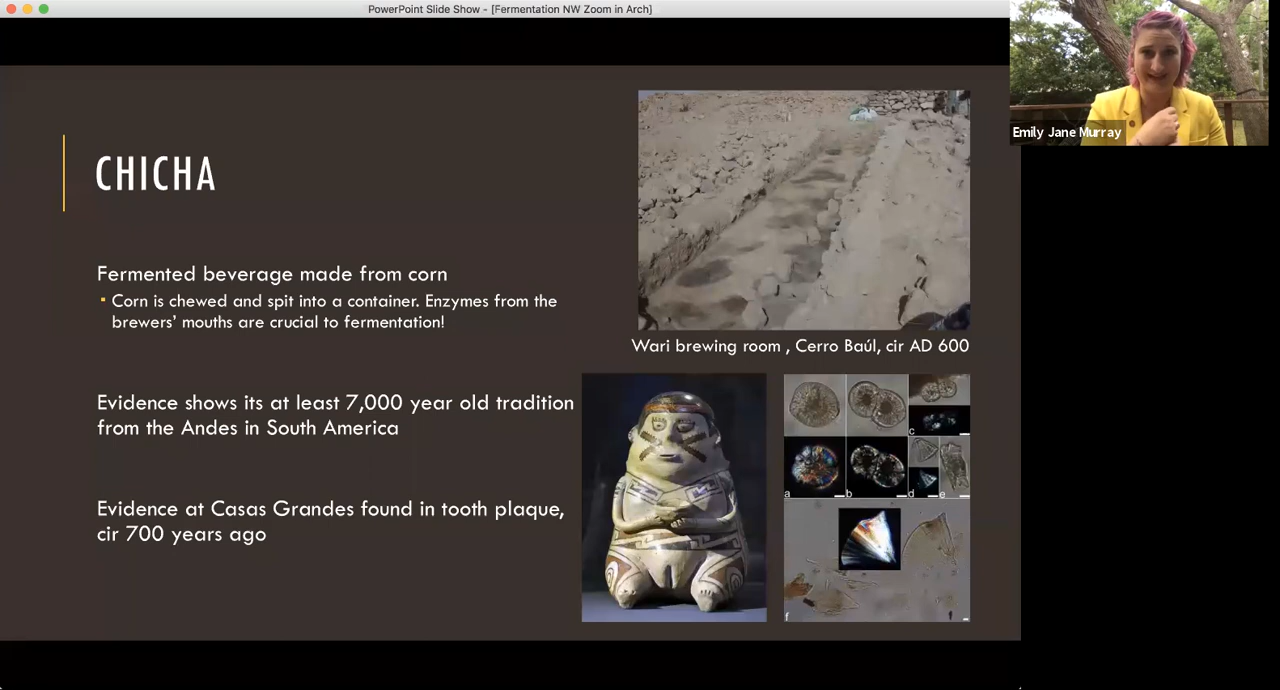 PowerPoint Slide Show - [Fermentation NW Zoom in Arch]
Emily Jane Murray
CHICHA
Fermented beverage made from corn
▪ Corn is chewed and spit into a container. Enzymes from the
brewers’ mouths are crucial to fermentation!
Wari brewing room , Cerro Baúl, cir AD 600
Evidence shows its at least 7,000 year old tradition
from the Andes in South America
Evidence at Casas Grandes found in tooth plaque,
cir 700 years ago
c
a
b
d
e
f